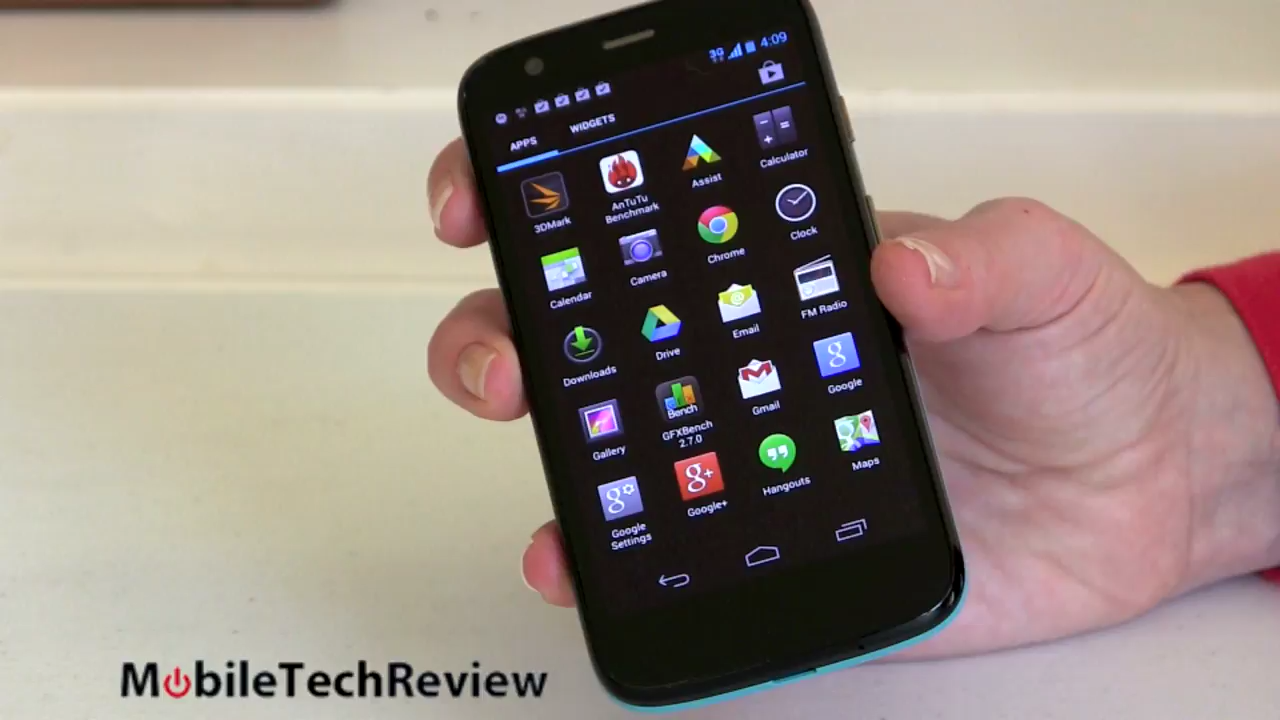 3G 4:09
APPS WIDGETS
3DMark
AnTuTu
Benchmark
Assist
Calculator
Calendar
Camera
Chrome
Clock
Downloads
Drive
Email
FM Radio
Gallery
Bench
GFXBench
2.7.0
Gmail
g
Google
Google
Settings
g+
Google+
Hangouts
Maps
MobileTechReview